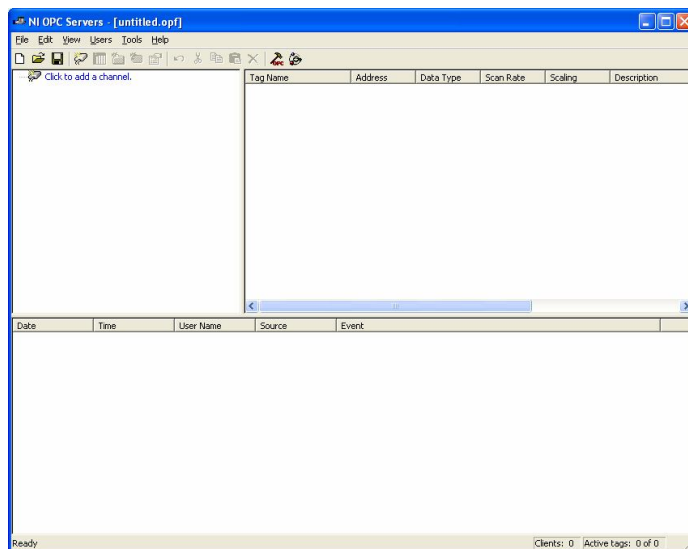 NI OPC Servers - [untitled.opf]
File Edit View Users Tools Help
Click to add a channel.
Tag Name Address Data Type Scan Rate Scaling Description
Date Time User Name Source Event
Ready Clients: 0 Active tags: 0 of 0